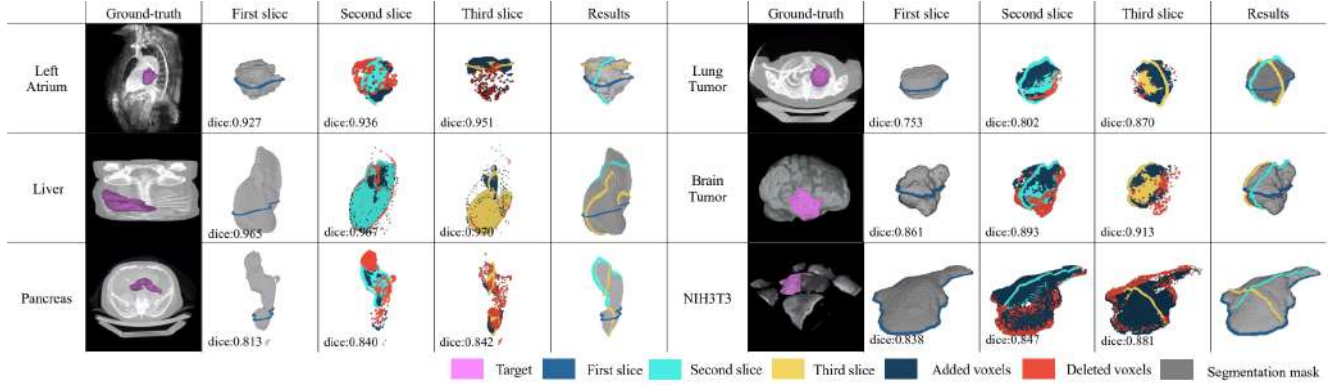 Ground-truth First slice Second slice Third slice Results Ground-truth First slice Second slice Third slice Results
Left
Atrium
dice:0.927 dice:0.936 dice:0.951
Lung
Tumor
dice:0.753 dice:0.802 dice:0.870
Liver
dice:0.965 dice:0.967 dice:0.970
Brain
Tumor
dice:0.861 dice:0.893 dice:0.913
Pancreas
dice:0.813 dice:0.840 dice:0.842
NIH3T3
dice:0.838 dice:0.847 dice:0.881
Target First slice Second slice Third slice Added voxels Deleted voxels Segmentation mask